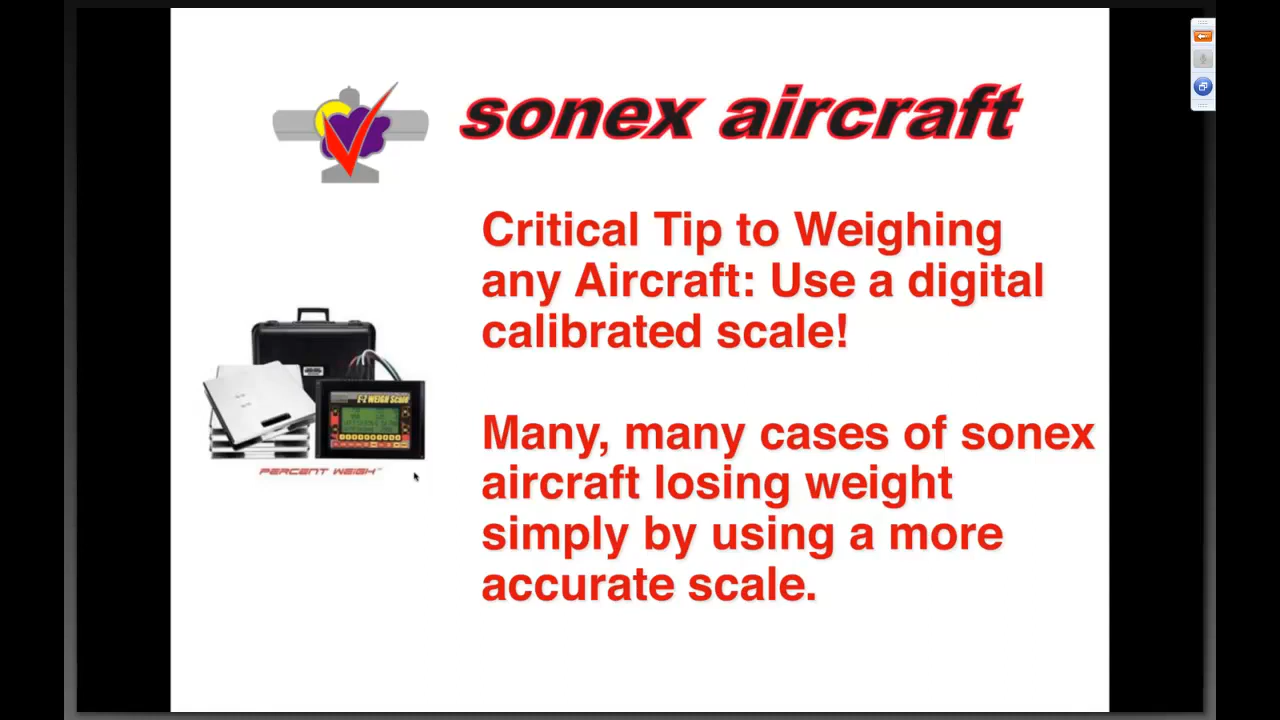 sonex aircraft
Critical Tip to Weighing
any Aircraft: Use a digital
calibrated scale!
E-Z WEIGH Scale
PERCENT WEIGH™
Many, many cases of sonex
aircraft losing weight
simply by using a more
accurate scale.